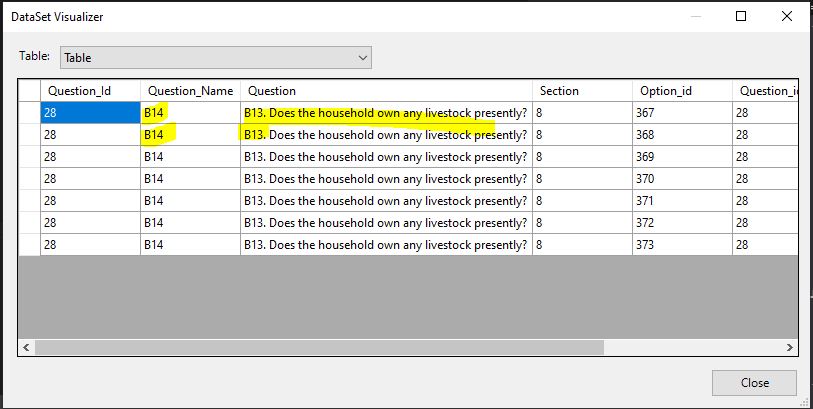 DataSet Visualizer
Table: Table
Question_Id Question_Name Question Section Option_id Question_i
28 B14 B13. Does the household own any livestock presently? 8 367 28
28 B14 B13. Does the household own any livestock presently? 8 368 28
28 B14 B13. Does the household own any livestock presently? 8 369 28
28 B14 B13. Does the household own any livestock presently? 8 370 28
28 B14 B13. Does the household own any livestock presently? 8 371 28
28 B14 B13. Does the household own any livestock presently? 8 372 28
28 B14 B13. Does the household own any livestock presently? 8 373 28
Close